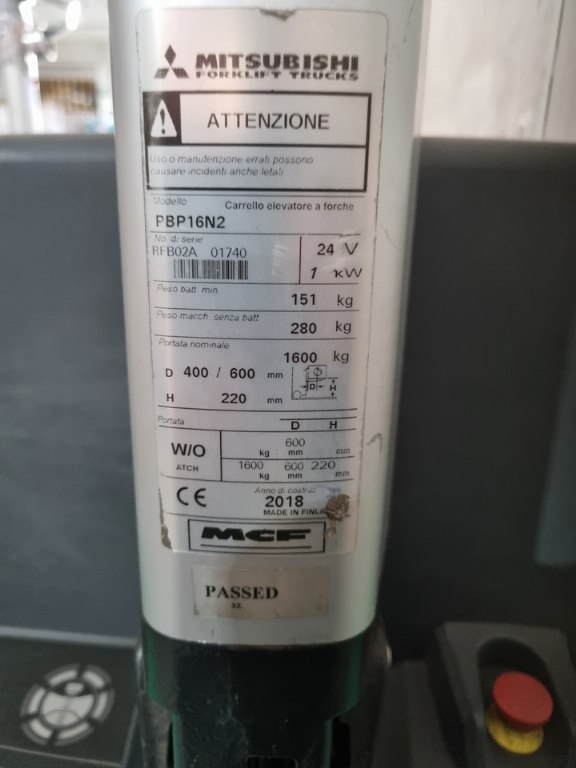 MITSUBISHI
FORKLIFT TRUCKS
ATTENZIONE
Uso o manutenzione errati possono
causare incidenti anche letali
Modello
Carrello elevatore a forche
PBP16N2
No. di serie
RFB02A 01740
24 V
1 kW
Peso batt. min.
151 kg
Peso macch. senza batt.
280 kg
Portata nominale
1600 kg
D 400 / 600 mm
H 220 mm
D
H
Portata
D H
W/O
ATCH
600
kg mm mm
1600 600 220
kg mm mm
CE
Anno di costruz
2018
MADE IN FINLA
MCF
PASSED
SZ